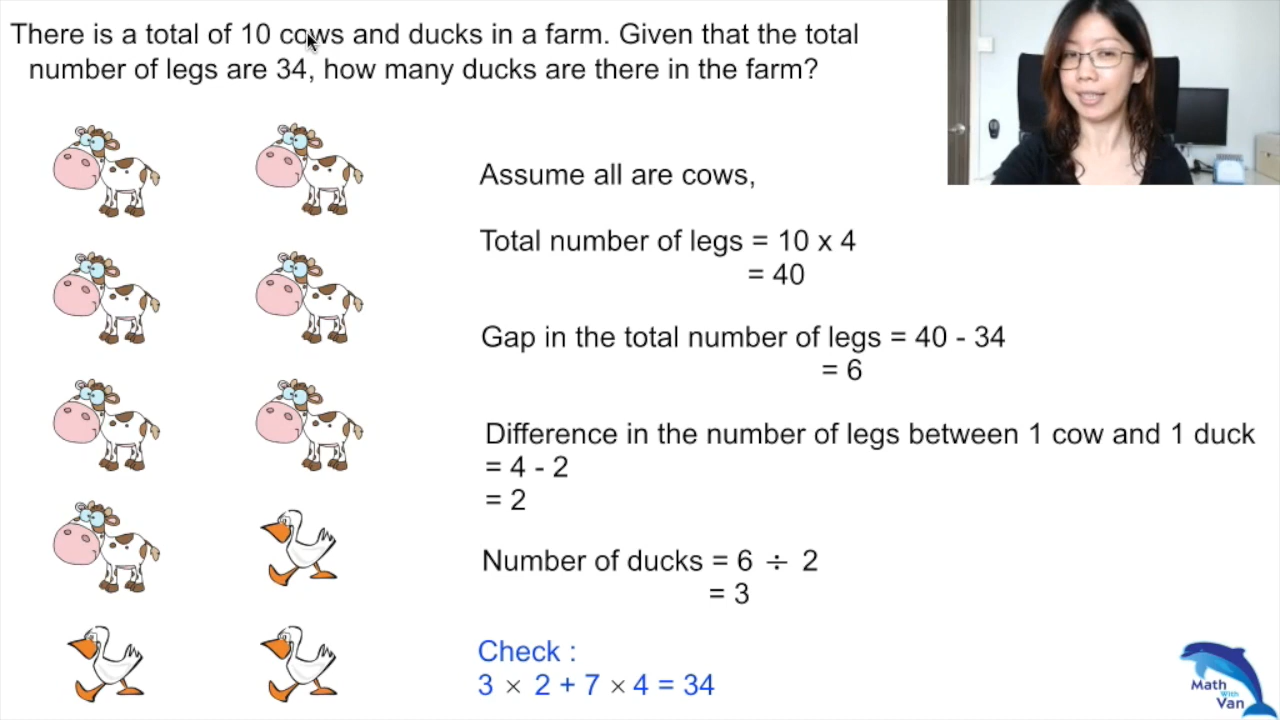 There is a total of 10 cows and ducks in a farm. Given that the total
number of legs are 34, how many ducks are there in the farm?
Assume all are cows,
Total number of legs = 10 x 4
= 40
Gap in the total number of legs = 40 - 34
= 6
Difference in the number of legs between 1 cow and 1 duck
= 4 - 2
= 2
Number of ducks = 6 ÷ 2
= 3
Check :
3 × 2 + 7 × 4 = 34
Math
With
Van